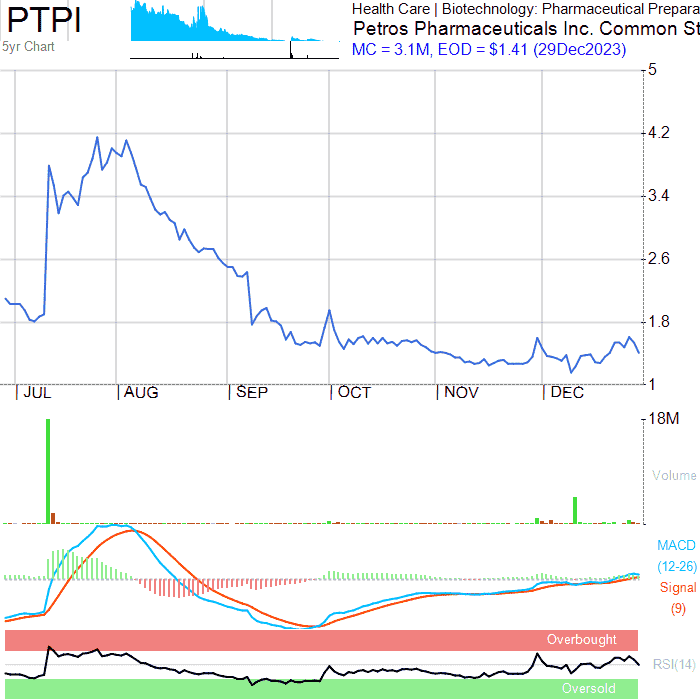 PTPI
5yr Chart
Health Care | Biotechnology: Pharmaceutical Prepara
Petros Pharmaceuticals Inc. Common St
MC = 3.1M, EOD = $1.41 (29Dec2023)
5
4.2
3.4
2.6
1.8
1
JUL AUG SEP OCT NOV DEC
18M
Volume
MACD
(12-26)
Signal
(9)
Overbought
RSI(14)
Oversold